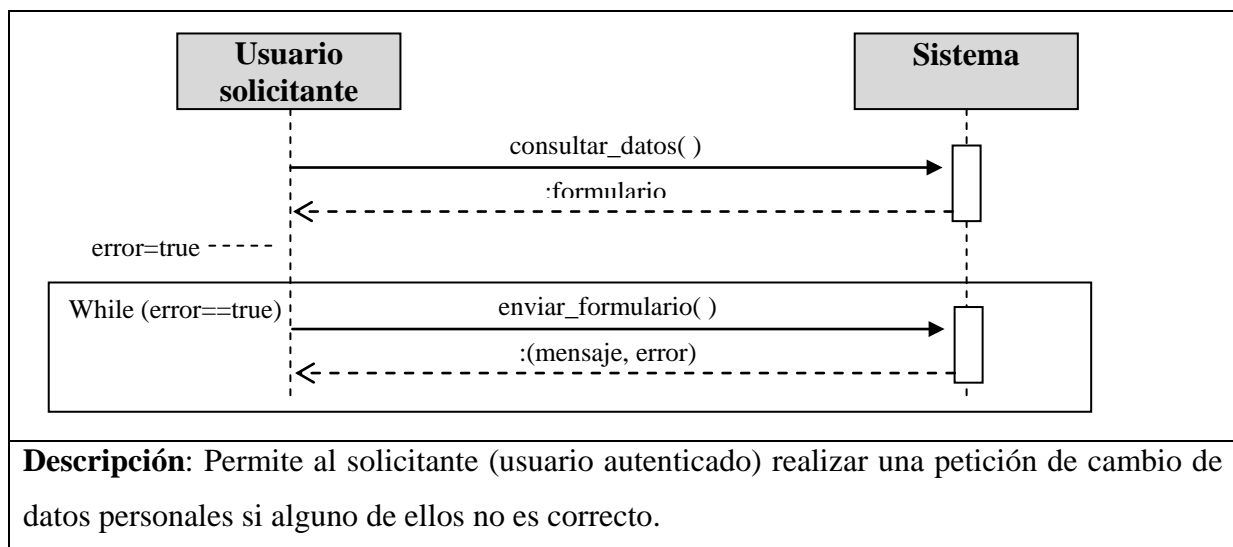 Usuario
solicitante
Sistema
consultar_datos( )
:formulario
error=true
While (error==true)
enviar_formulario( )
:(mensaje, error)
Descripción: Permite al solicitante (usuario autenticado) realizar una petición de cambio de
datos personales si alguno de ellos no es correcto.